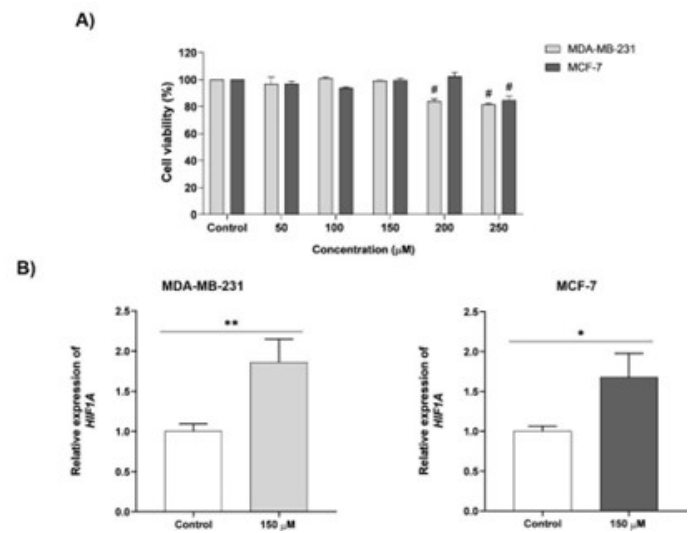 A)
MDA-MB-231
MCF-7
Cell viability (%)
120
100
80
60
40
20
0
# # #
Control 50 100 150 200 250
Concentration (μM)
B)
MDA-MB-231
Relative expression of
HIF1A
2.5
2.0
1.5
1.0
0.5
0.0
**
Control 150 μM
MCF-7
Relative expression of
HIF1A
2.5
2.0
1.5
1.0
0.5
0.0
*
Control 150 μM